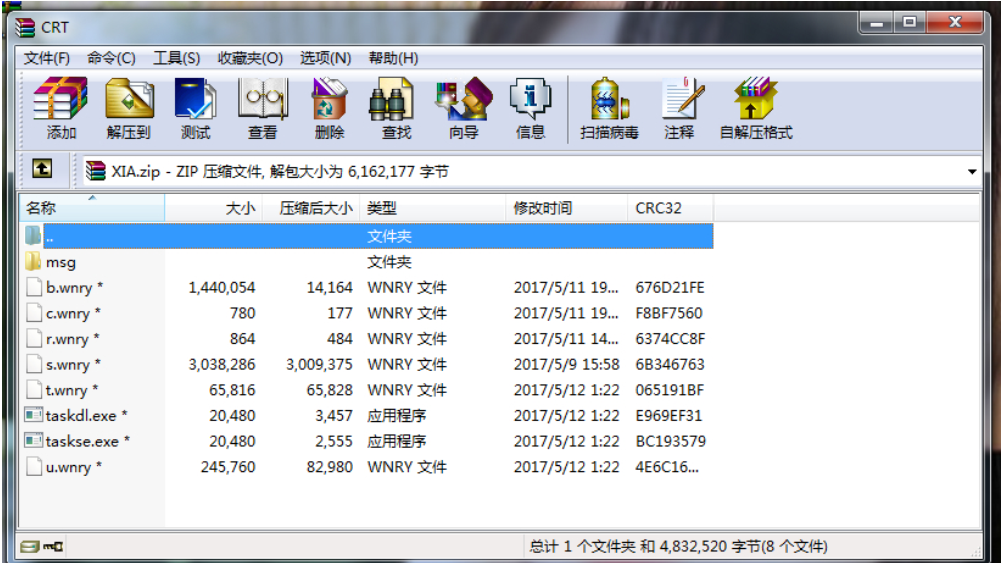 CRT
文件(F) 命令(C) 工具(S) 收藏夹(O) 选项(N) 帮助(H)
添加 解压到 测试 查看 删除 查找 向导 信息 扫描病毒 注释 自解压格式
XIA.zip - ZIP 压缩文件, 解包大小为 6,162,177 字节
名称 大小 压缩后大小 类型 修改时间 CRC32
.. 文件夹
msg 文件夹
b.wnry * 1,440,054 14,164 WNRY 文件 2017/5/11 19... 676D21FE
c.wnry * 780 177 WNRY 文件 2017/5/11 19... F8BF7560
r.wnry * 864 484 WNRY 文件 2017/5/11 14... 6374CC8F
s.wnry * 3,038,286 3,009,375 WNRY 文件 2017/5/9 15:58 6B346763
t.wnry * 65,816 65,828 WNRY 文件 2017/5/12 1:22 065191BF
taskdl.exe * 20,480 3,457 应用程序 2017/5/12 1:22 E969EF31
taskse.exe * 20,480 2,555 应用程序 2017/5/12 1:22 BC193579
u.wnry * 245,760 82,980 WNRY 文件 2017/5/12 1:22 4E6C16...
总计 1 个文件夹 和 4,832,520 字节(8 个文件)